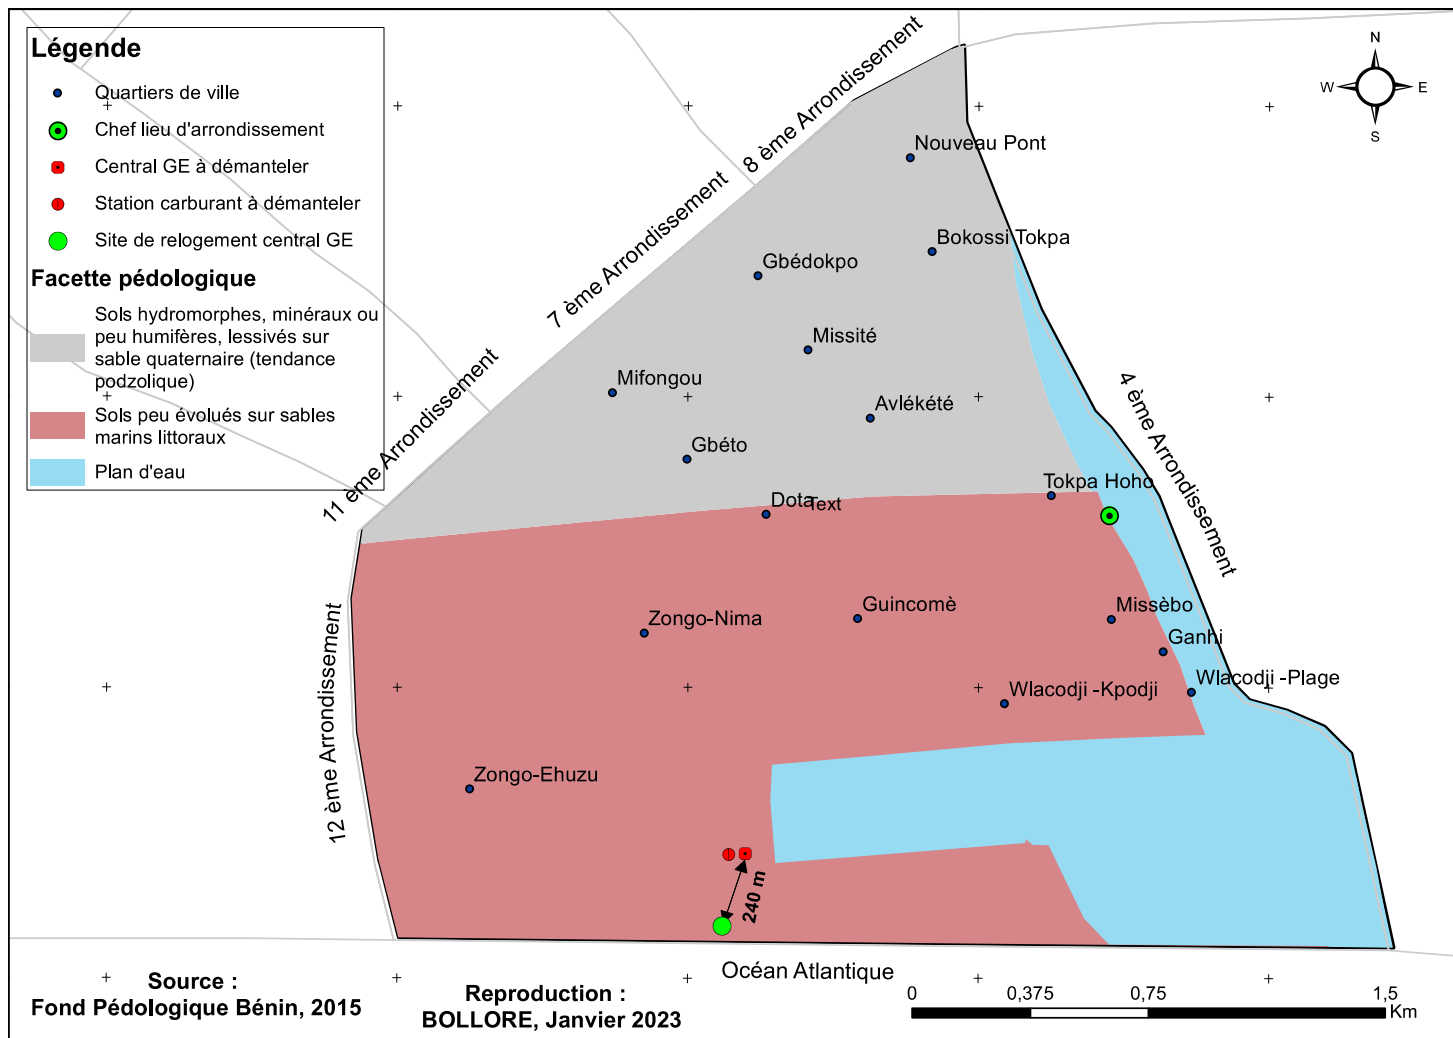 Légende
Quartiers de ville
Chef lieu d'arrondissement
Central GE à démanteler
Station carburant à démanteler
Site de relogement central GE
Facette pédologique
Sols hydromorphes, minéraux ou
peu humifères, lessivés sur
sable quaternaire (tendance
podzolique)
Sols peu évolués sur sables
marins littoraux
Plan d'eau
N
W
E
S
8 ème Arrondissement
7 ème Arrondissement
11 ème Arrondissement
12 ème Arrondissement
4 ème Arrondissement
Nouveau Pont
Bokossi Tokpa
Gbédokpo
Missité
Mifongou
Avlékété
Gbéto
Tokpa Hoho
Dota
Text
Guincomè
Missèbo
Zongo-Nima
Ganhi
Wlacodji -Kpodji
Wlacodji -Plage
Zongo-Ehuzu
240 m
Océan Atlantique
Source :
Fond Pédologique Bénin, 2015
Reproduction :
BOLLORE, Janvier 2023
0 0,375 0,75 1,5
Km